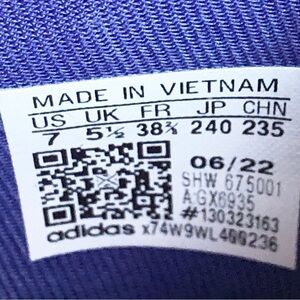 MADE IN VIETNAM
US UK FR JP CHN
7 5½ 38⅔ 240 235
06/22
SHW 675001
A:GX6935
#130323163
adidas x74W9WL400236